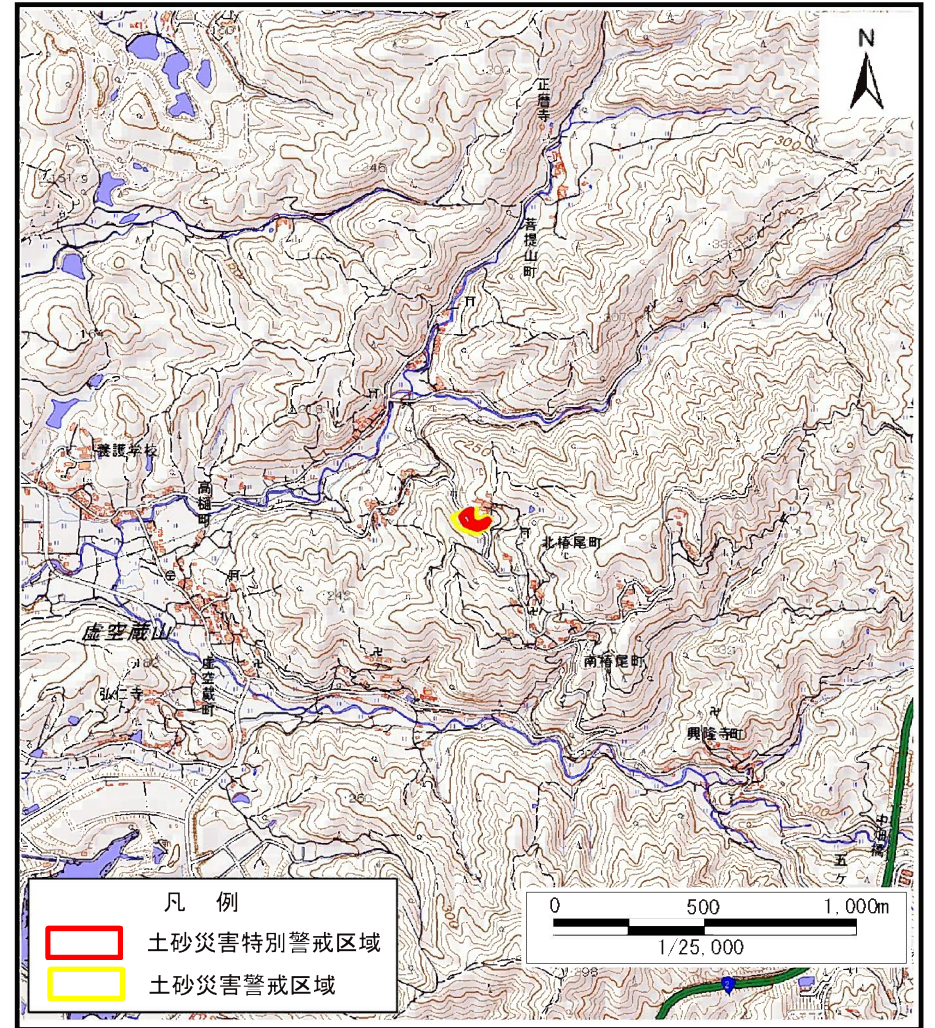 N
正暦寺
菩提山町
300
養護学校
高樋町
北椿尾町
虚空蔵山
南椿尾町
虚空蔵町
弘仁寺
興隆寺町
五ヶ
凡 例
土砂災害特別警戒区域
土砂災害警戒区域
0 500 1,000m
1/25,000